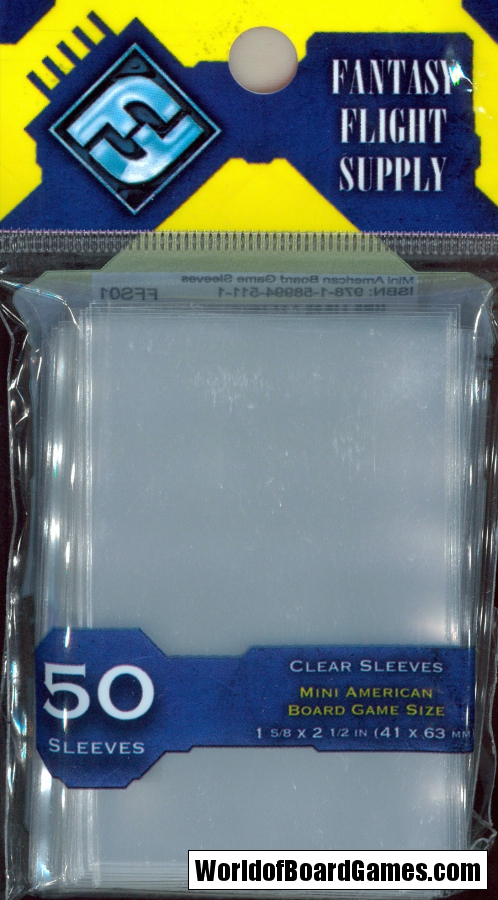 FANTASY
FLIGHT
SUPPLY
Mini American Board Game Sleeves
ISBN: 978-1-58994-511-1
FFS01
50
SLEEVES
CLEAR SLEEVES
MINI AMERICAN
BOARD GAME SIZE
1 5/8 X 2 1/2 IN (41 X 63 MM
WorldofBoardGames.com